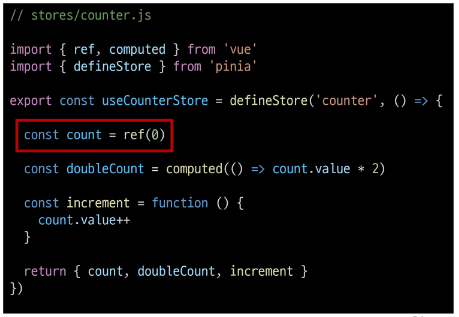 // stores/counter.js
import { ref, computed } from 'vue'
import { defineStore } from 'pinia'
export const useCounterStore = defineStore('counter', () => {
const count = ref(0)
const doubleCount = computed(() => count.value * 2)
const increment = function () {
count.value++
}
return { count, doubleCount, increment }
})